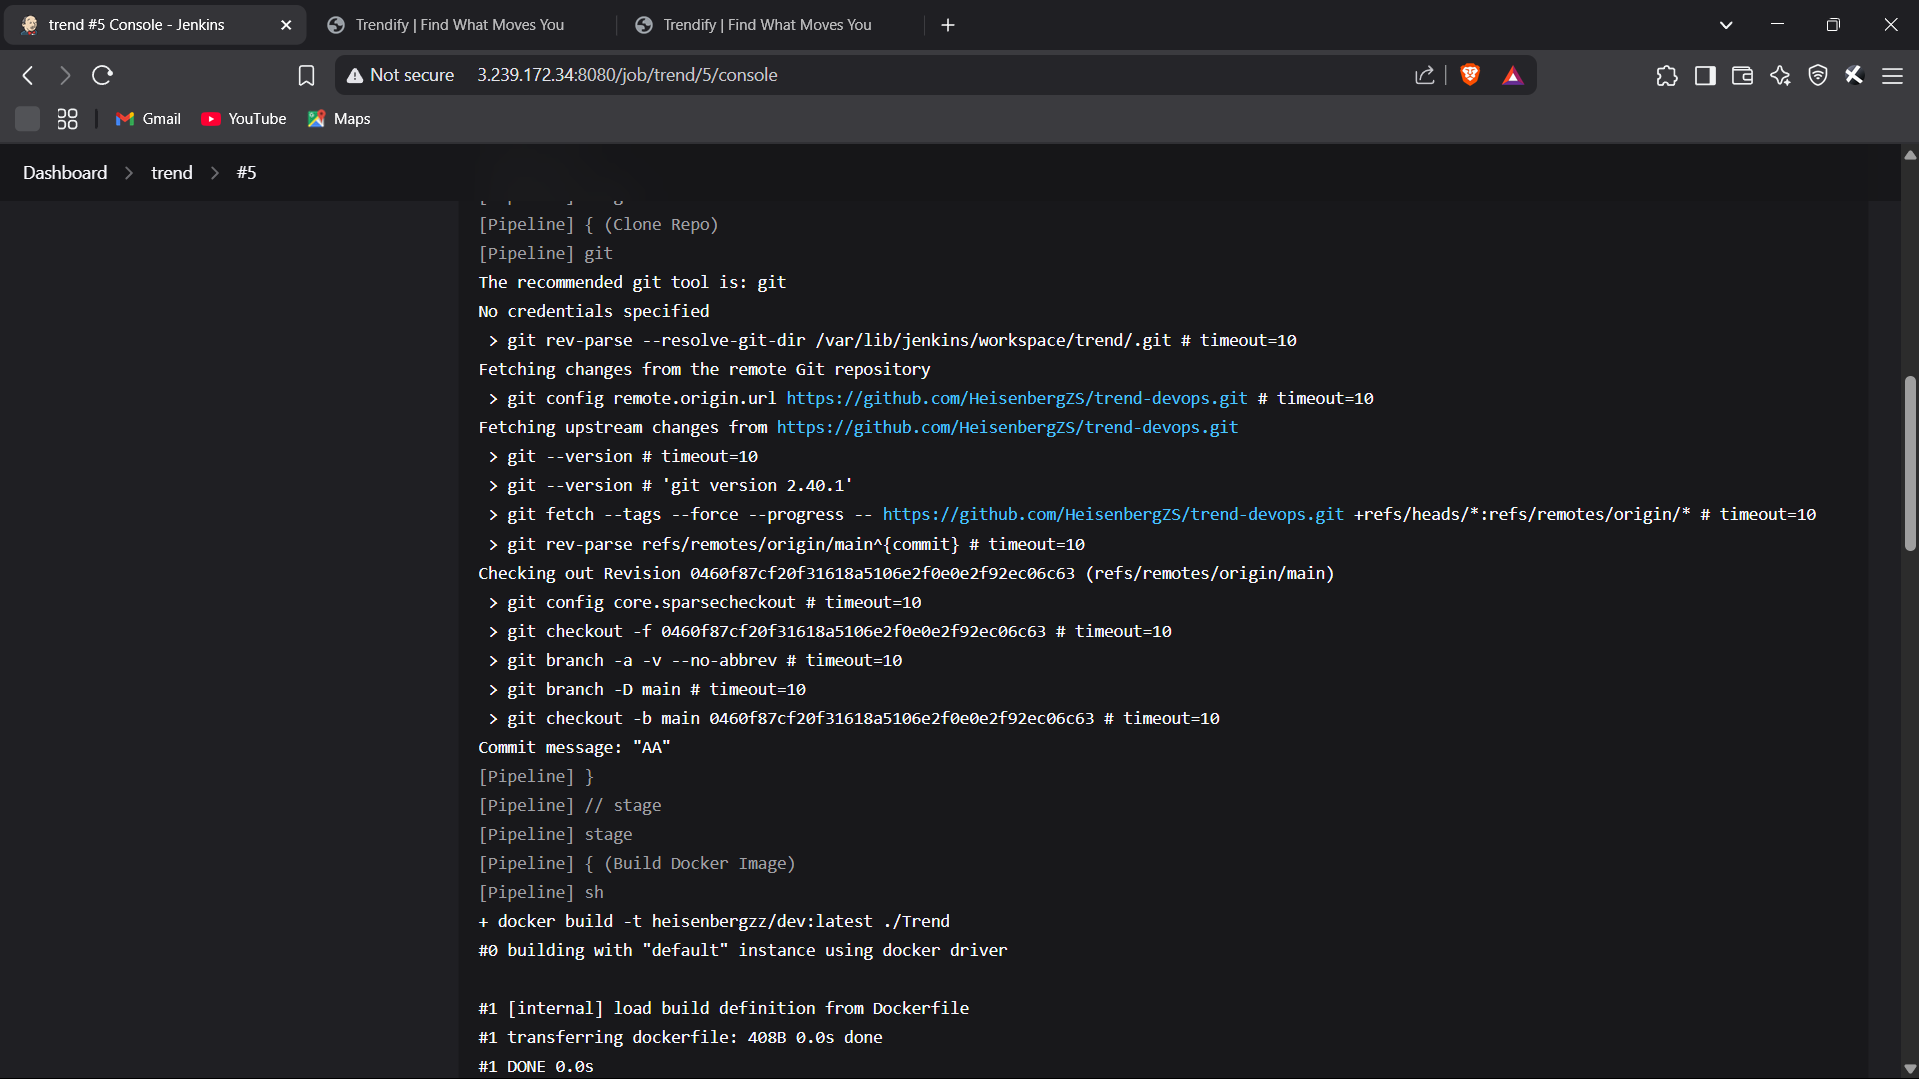 trend #5 Console - Jenkins
Trendify | Find What Moves You
Trendify | Find What Moves You
Not secure 3.239.172.34:8080/job/trend/5/console
Gmail
YouTube
Maps
Dashboard > trend > #5
[Pipeline] { (Clone Repo)
[Pipeline] git
The recommended git tool is: git
No credentials specified
> git rev-parse --resolve-git-dir /var/lib/jenkins/workspace/trend/.git # timeout=10
Fetching changes from the remote Git repository
> git config remote.origin.url https://github.com/HeisenbergZS/trend-devops.git # timeout=10
Fetching upstream changes from https://github.com/HeisenbergZS/trend-devops.git
> git --version # timeout=10
> git --version # 'git version 2.40.1'
> git fetch --tags --force --progress -- https://github.com/HeisenbergZS/trend-devops.git +refs/heads/*:refs/remotes/origin/* # timeout=10
> git rev-parse refs/remotes/origin/main^{commit} # timeout=10
Checking out Revision 0460f87cf20f31618a5106e2f0e0e2f92ec06c63 (refs/remotes/origin/main)
> git config core.sparsecheckout # timeout=10
> git checkout -f 0460f87cf20f31618a5106e2f0e0e2f92ec06c63 # timeout=10
> git branch -a -v --no-abbrev # timeout=10
> git branch -D main # timeout=10
> git checkout -b main 0460f87cf20f31618a5106e2f0e0e2f92ec06c63 # timeout=10
Commit message: "AA"
[Pipeline] }
[Pipeline] // stage
[Pipeline] stage
[Pipeline] { (Build Docker Image)
[Pipeline] sh
+ docker build -t heisenbergzz/dev:latest ./Trend
#0 building with "default" instance using docker driver
#1 [internal] load build definition from Dockerfile
#1 transferring dockerfile: 408B 0.0s done
#1 DONE 0.0s